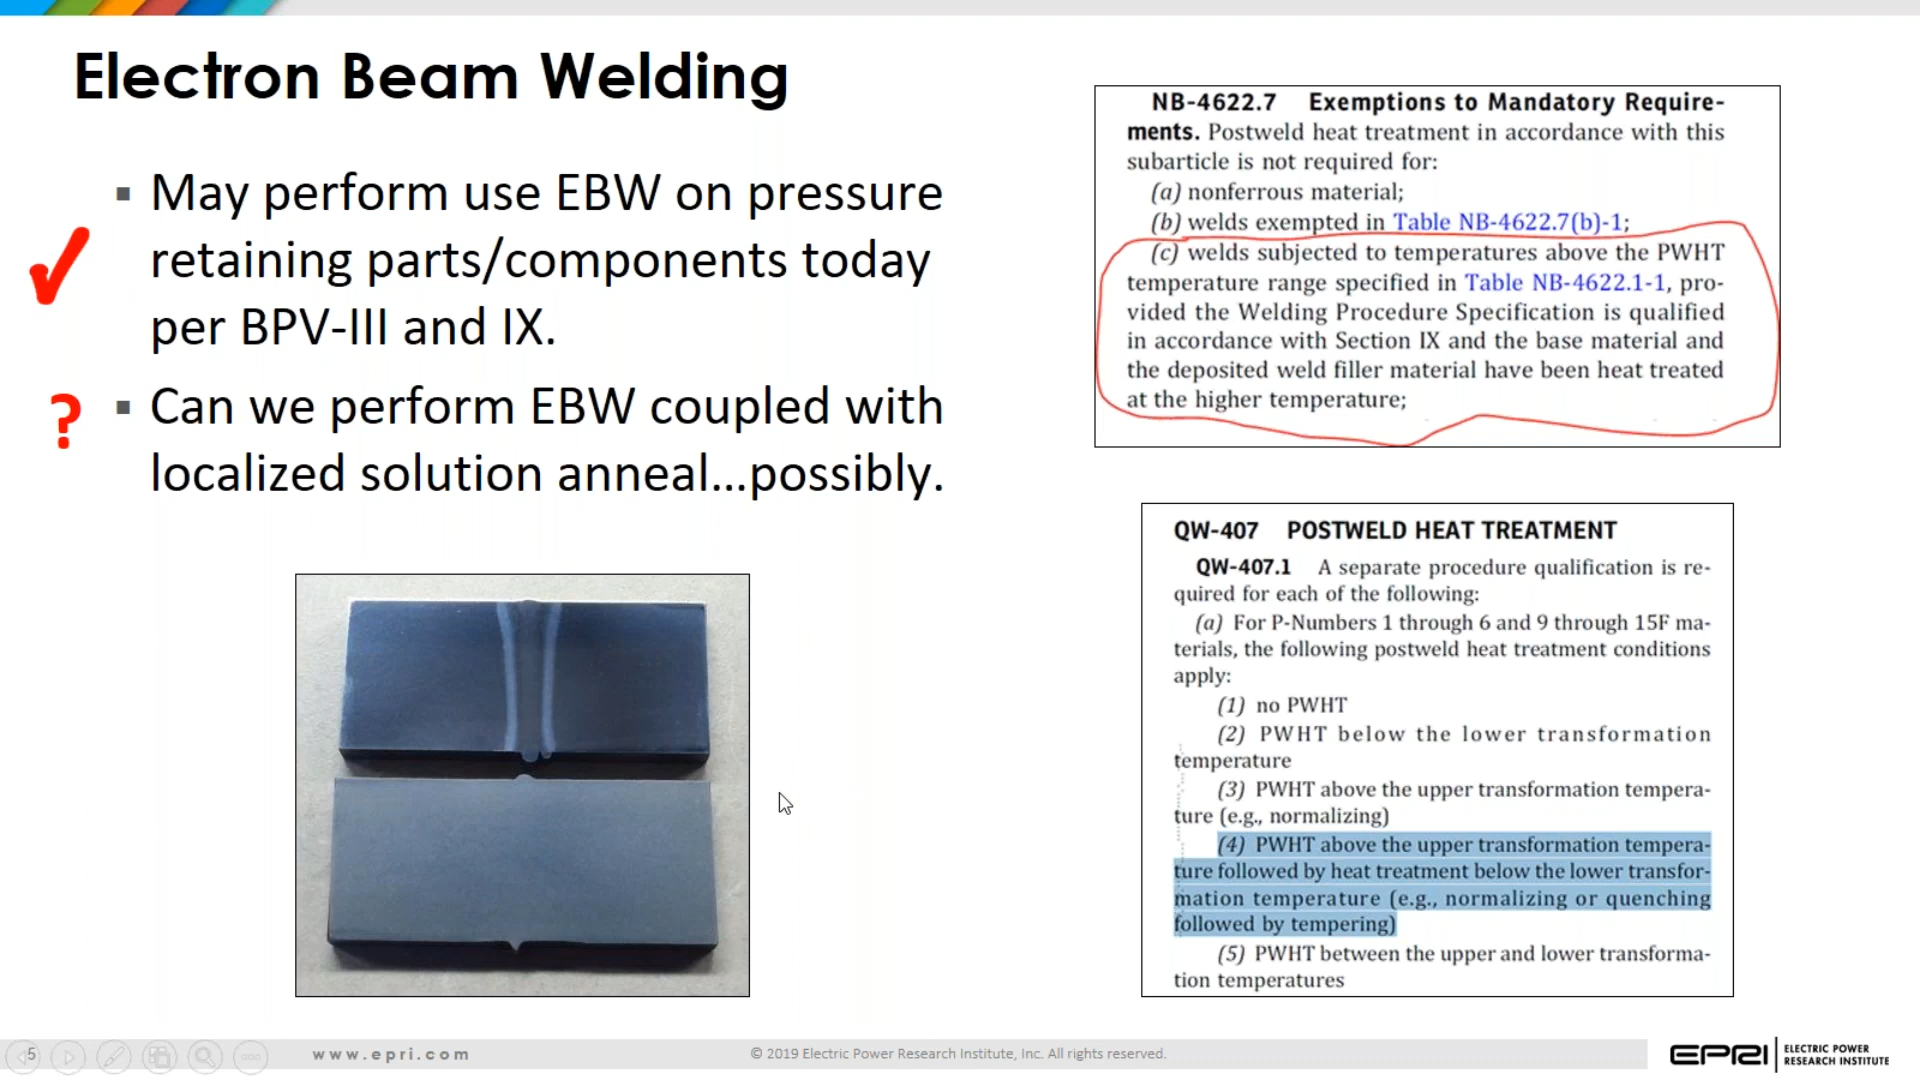 Electron Beam Welding
▪ May perform use EBW on pressure
retaining parts/components today
per BPV-III and IX.
? ▪ Can we perform EBW coupled with
localized solution anneal…possibly.
NB-4622.7 Exemptions to Mandatory Require-
ments. Postweld heat treatment in accordance with this
subarticle is not required for:
(a) nonferrous material;
(b) welds exempted in Table NB-4622.7(b)-1;
(c) welds subjected to temperatures above the PWHT
temperature range specified in Table NB-4622.1-1, pro-
vided the Welding Procedure Specification is qualified
in accordance with Section IX and the base material and
the deposited weld filler material have been heat treated
at the higher temperature;
QW-407 POSTWELD HEAT TREATMENT
QW-407.1 A separate procedure qualification is re-
quired for each of the following:
(a) For P-Numbers 1 through 6 and 9 through 15F ma-
terials, the following postweld heat treatment conditions
apply:
(1) no PWHT
(2) PWHT below the lower transformation
temperature
(3) PWHT above the upper transformation tempera-
ture (e.g., normalizing)
(4) PWHT above the upper transformation tempera-
ture followed by heat treatment below the lower transfor-
mation temperature (e.g., normalizing or quenching
followed by tempering)
(5) PWHT between the upper and lower transforma-
tion temperatures
5
www.epri.com
© 2019 Electric Power Research Institute, Inc. All rights reserved.
EPRI
ELECTRIC POWER
RESEARCH INSTITUTE